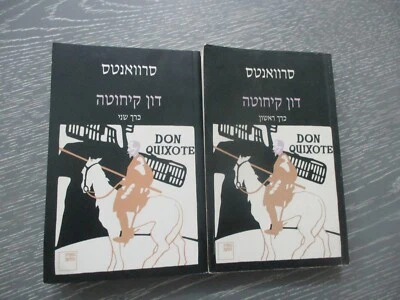 סרוואנטס
דון קיחוטה
כרך ראשון
DON
QUIXOTE
סרוואנטס
דון קיחוטה
כרך שני
DON
QUIXOTE